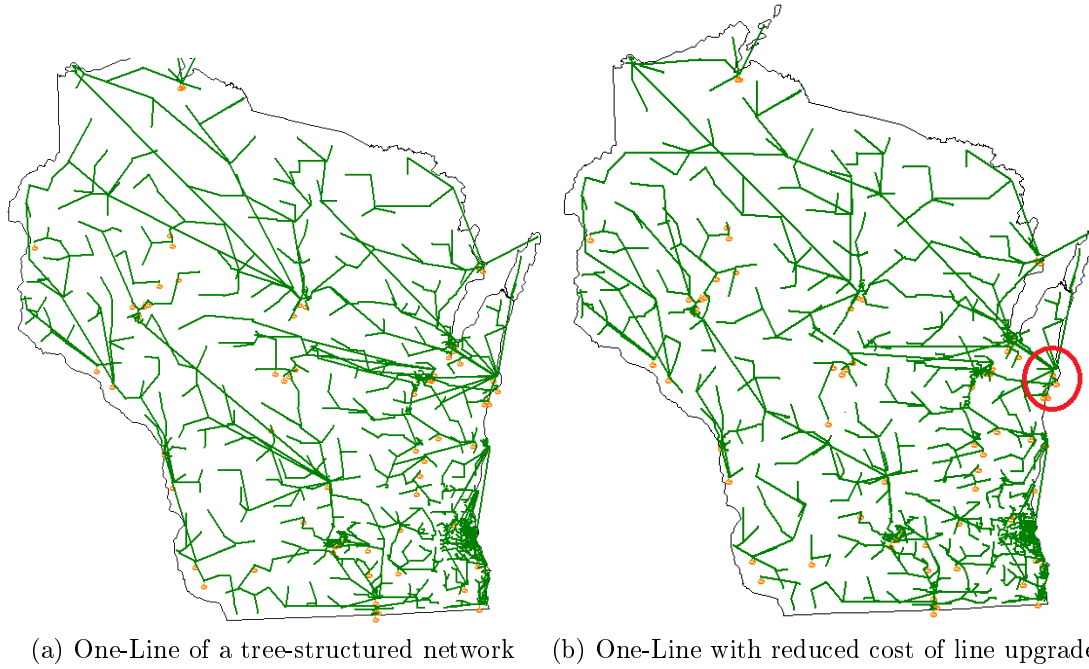 (a) One-Line of a tree-structured network
(b) One-Line with reduced cost of line upgrade